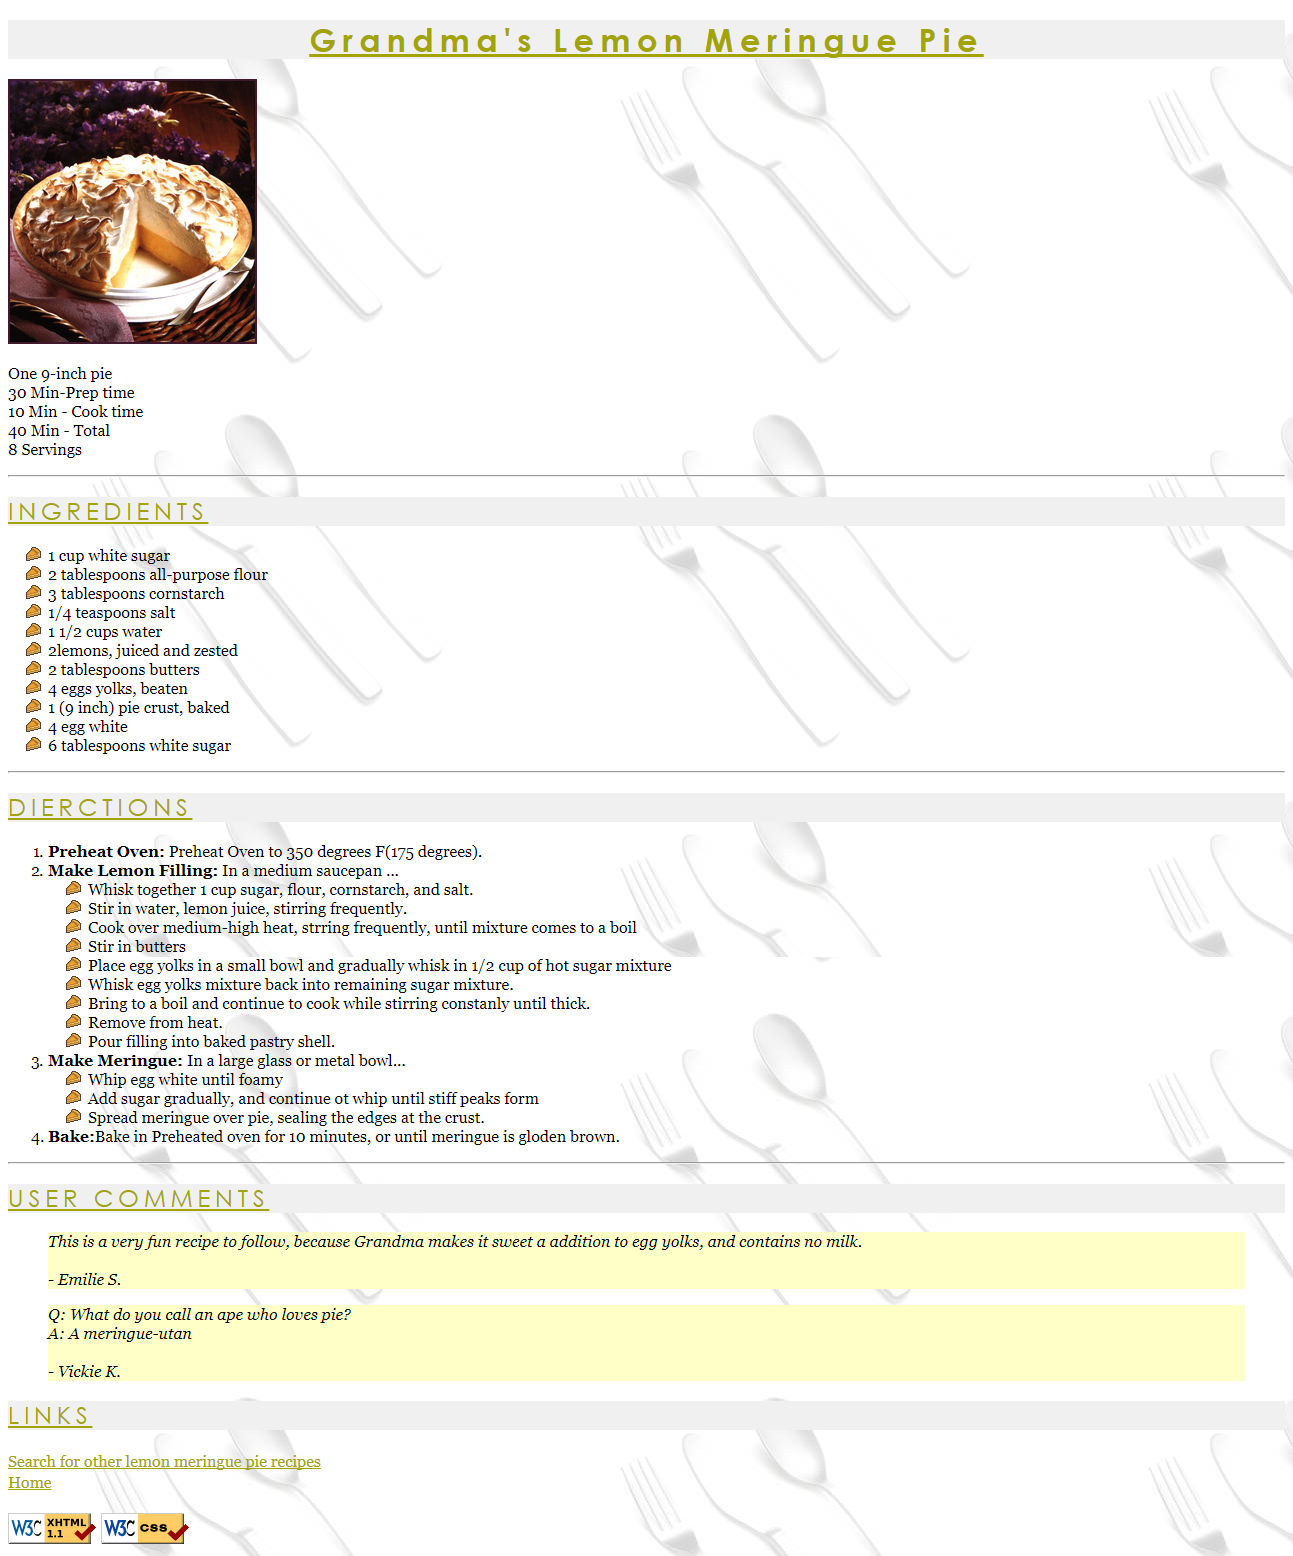 Grandma's Lemon Meringue Pie
One 9-inch pie
30 Min-Prep time
10 Min - Cook time
40 Min - Total
8 Servings
INGREDIENTS
1 cup white sugar
2 tablespoons all-purpose flour
3 tablespoons cornstarch
1/4 teaspoons salt
1 1/2 cups water
2lemons, juiced and zested
2 tablespoons butters
4 eggs yolks, beaten
1 (9 inch) pie crust, baked
4 egg white
6 tablespoons white sugar
DIERCTIONS
1. Preheat Oven: Preheat Oven to 350 degrees F(175 degrees).
2. Make Lemon Filling: In a medium saucepan ...
Whisk together 1 cup sugar, flour, cornstarch, and salt.
Stir in water, lemon juice, stirring frequently.
Cook over medium-high heat, strring frequently, until mixture comes to a boil
Stir in butters
Place egg yolks in a small bowl and gradually whisk in 1/2 cup of hot sugar mixture
Whisk egg yolks mixture back into remaining sugar mixture.
Bring to a boil and continue to cook while stirring constanly until thick.
Remove from heat.
Pour filling into baked pastry shell.
3. Make Meringue: In a large glass or metal bowl...
Whip egg white until foamy
Add sugar gradually, and continue ot whip until stiff peaks form
Spread meringue over pie, sealing the edges at the crust.
4. Bake:Bake in Preheated oven for 10 minutes, or until meringue is gloden brown.
USER COMMENTS
This is a very fun recipe to follow, because Grandma makes it sweet a addition to egg yolks, and contains no milk.
- Emilie S.
Q: What do you call an ape who loves pie?
A: A meringue-utan
- Vickie K.
LINKS
Search for other lemon meringue pie recipes
Home
W3C XHTML 1.1 W3C css